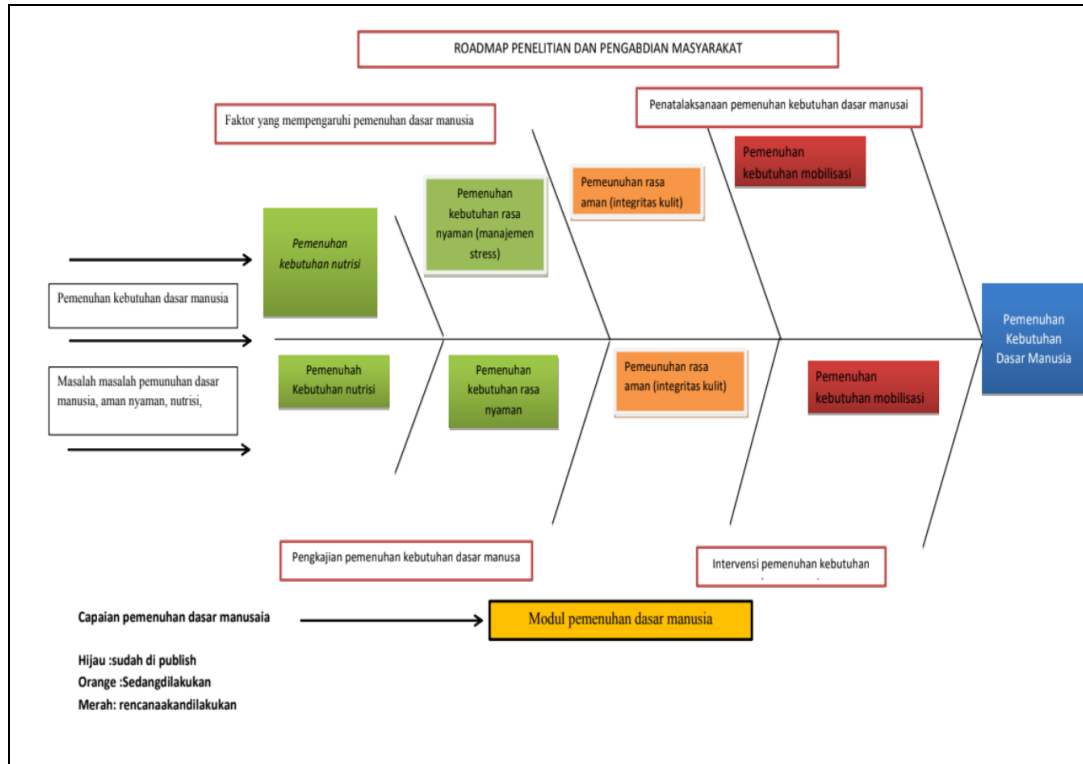 ROADMAP PENELITIAN DAN PENGABDIAN MASYARAKAT
Faktor yang mempengaruhi pemenuhan dasar manusia
Penatalaksanaan pemenuhan kebutuhan dasar manusai
Pemenuhan
kebutuhan nutrisi
Pemenuhan
kebutuhan rasa
nyaman (manajemen
stress)
Pemeunuhan rasa
aman (integritas kulit)
Pemenuhan
kebutuhan mobilisasi
Pemenuhan kebutuhan dasar manusia
Masalah masalah pemunuhan dasar
manusia, aman nyaman, nutrisi,
Pemenuhah
Kebutuhan nutrisi
Pemenuhan
kebutuhan rasa
nyaman
Pemeunuhan rasa
aman (integritas kulit)
Pemenuhan
kebutuhan mobilisasi
Pemenuhan
Kebutuhan
Dasar Manusia
Pengkajian pemenuhan kebutuhan dasar manusa
Intervensi pemenuhan kebutuhan
Capaian pemenuhan dasar manusaia
Modul pemenuhan dasar manusia
Hijau :sudah di publish
Orange :Sedangdilakukan
Merah: rencanaakandilakukan